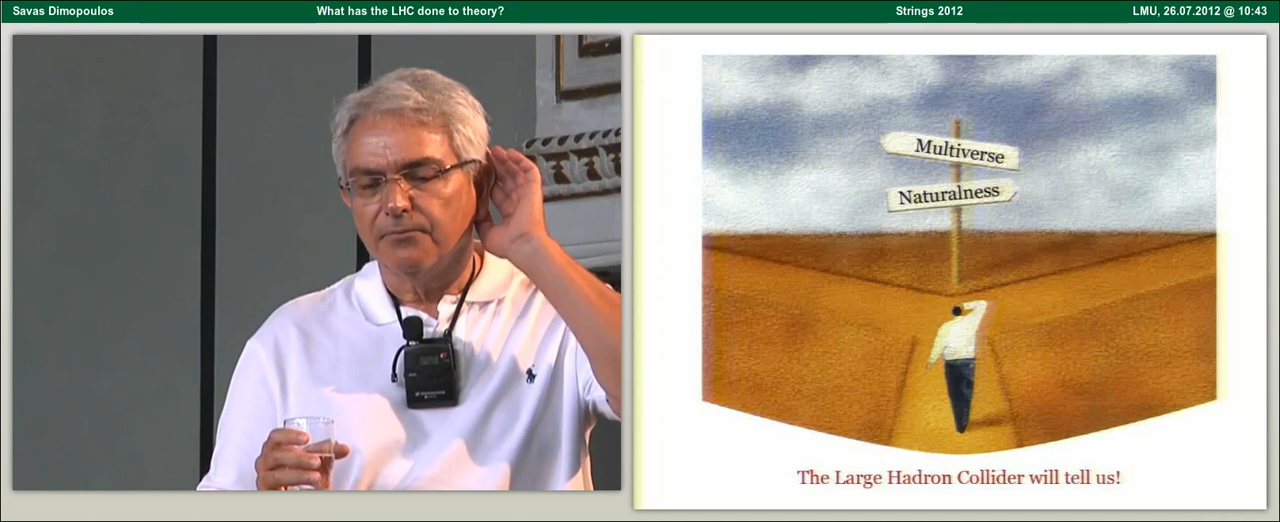 Savas Dimopoulos
What has the LHC done to theory?
Strings 2012
LMU, 26.07.2012 @ 10:43
Multiverse
Naturalness
The Large Hadron Collider will tell us!